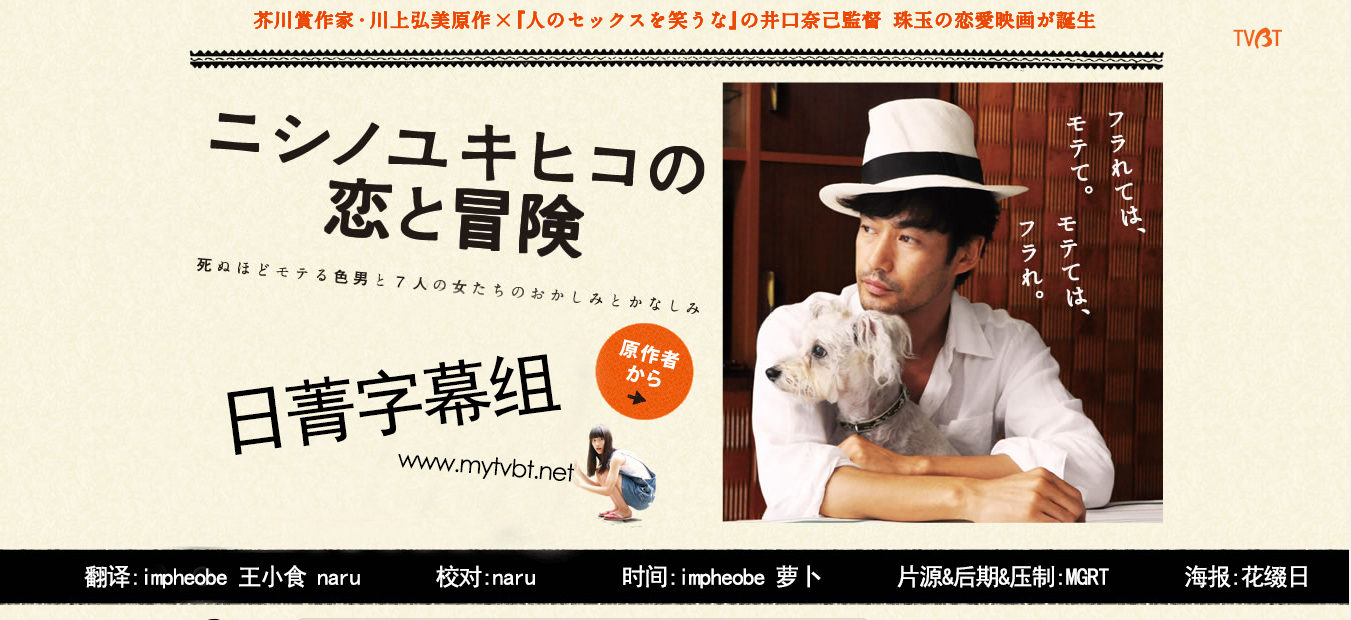 芥川賞作家・川上弘美原作×『人のセックスを笑うな』の井口奈己監督 珠玉の恋愛映画が誕生
TVBT
ニシノユキヒコの
恋と冒険
死ぬほどモテる色男と7人の女たちのおかしみとかなしみ
フラれては、
モテて。
モテては、
フラれ。
原作者
から
日菁字幕组
www.mytvbt.net
翻译:impheobe 王小食 naru
校对:naru
时间:impheobe 萝卜
片源&后期&压制:MGRT
海报:花缀日